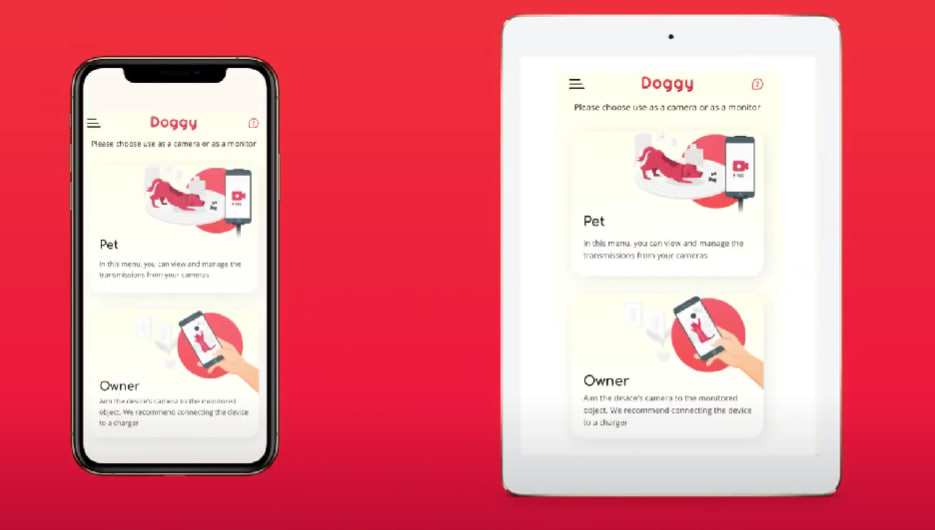 Doggy
Please choose use as a camera or as a monitor
Pet
In this menu, you can view and manage the
transmissions from your cameras
Owner
Aim the device's camera to the monitored
object. We recommend connecting the device
to a charger
Doggy
Please choose use as a camera or as a monitor
Pet
In this menu, you can view and manage the
transmissions from your cameras
Owner
Aim the device's camera to the monitored
object. We recommend connecting the device
to a charger